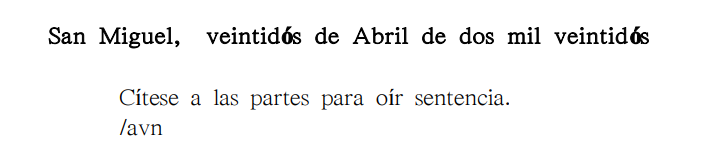 San Miguel, veintidós de Abril de dos mil veintidós
Cítese a las partes para oír sentencia.
/avn